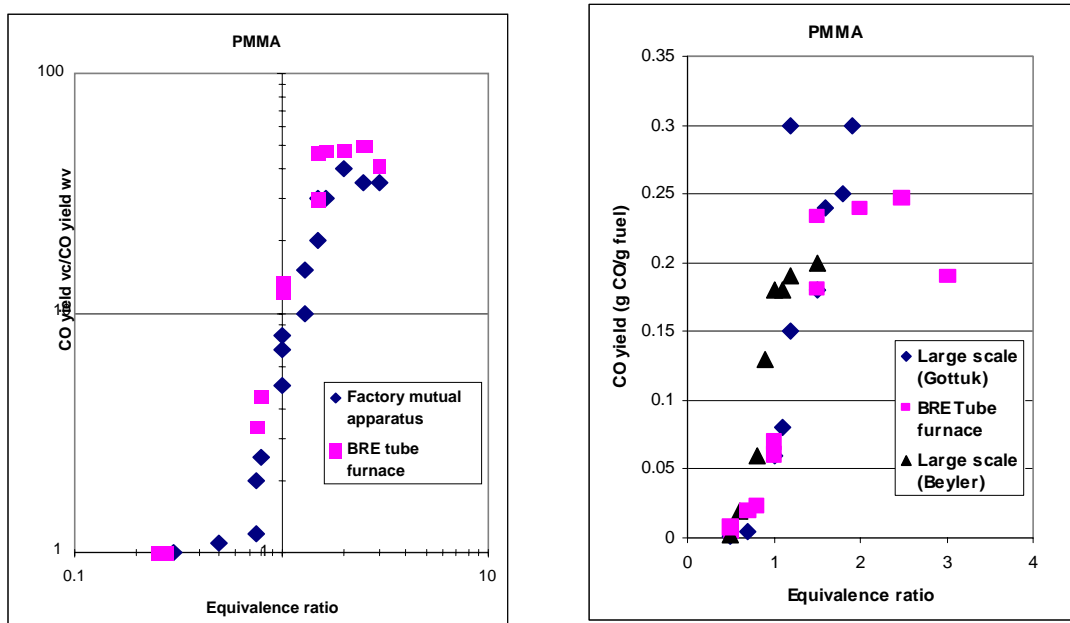 PMMA
100
10
1
0.1
1
10
CO yield vc/CO yield wv
Equivalence ratio
Factory mutual
apparatus
BRE tube
furnace
PMMA
0.35
0.3
0.25
0.2
0.15
0.1
0.05
0
0
1
2
3
4
CO yield (g CO/g fuel)
Equivalence ratio
Large scale
(Gottuk)
BRE Tube
furnace
Large scale
(Beyler)